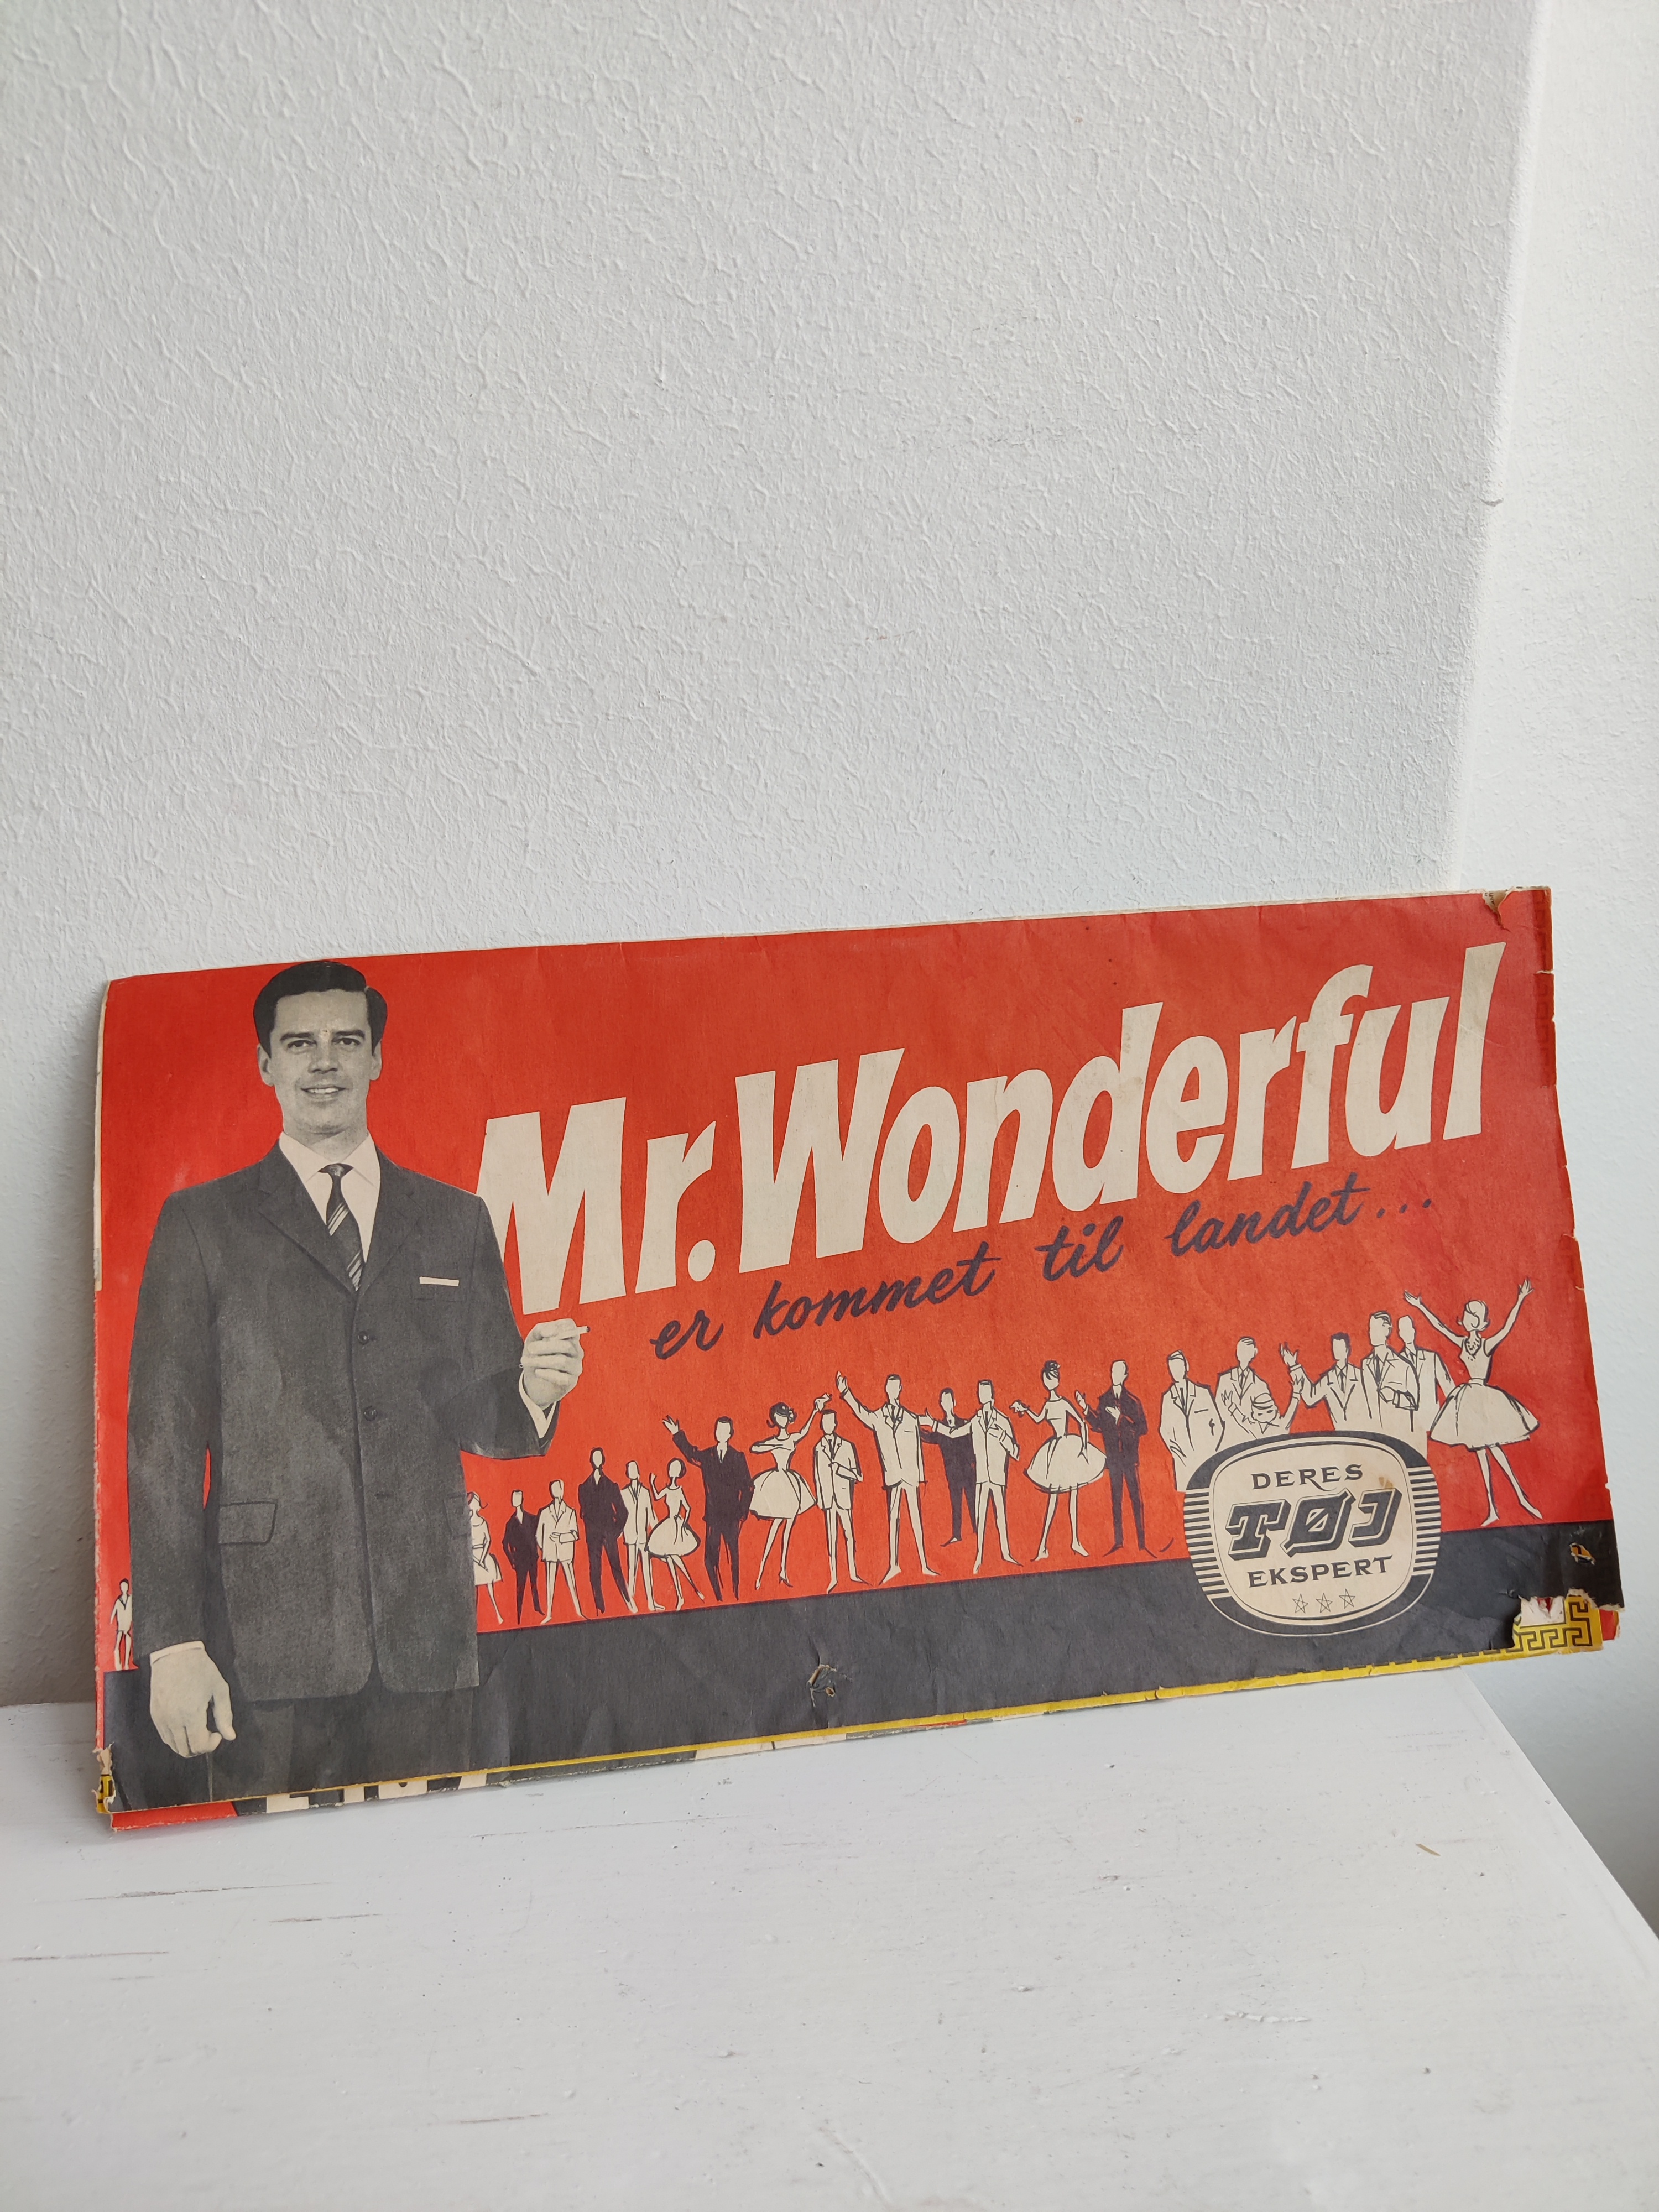 Mr. Wonderful
er kommet til landet...
DERES
TØJ
EKSPERT